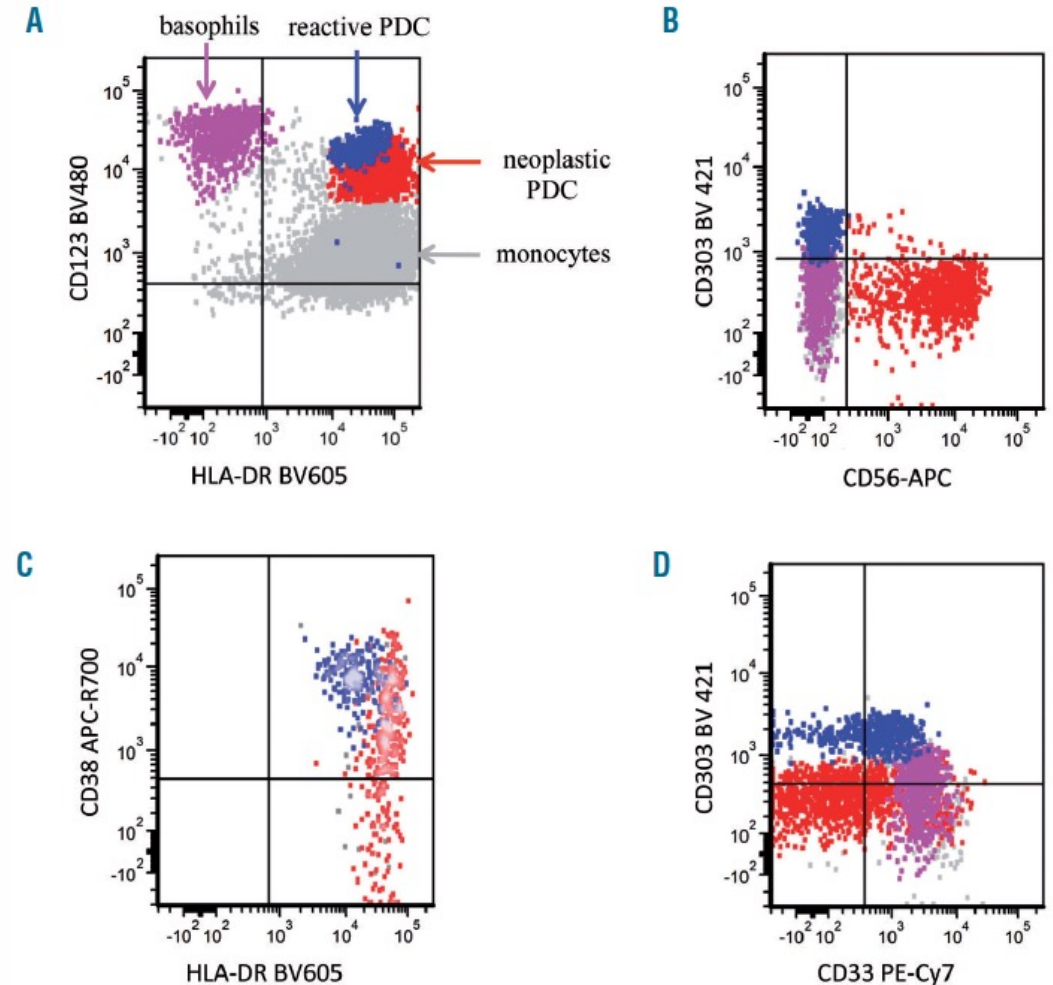 A
basophils reactive PDC
10^5
10^4
10^3
10^2
-10^2
CD123 BV480
-10^2 10^2 10^3 10^4 10^5
HLA-DR BV605
neoplastic
PDC
monocytes
B
10^5
10^4
10^3
10^2
-10^2
CD303 BV 421
-10^2 10^2 10^3 10^4 10^5
CD56-APC
C
10^5
10^4
10^3
10^2
-10^2
CD38 APC-R700
-10^2 10^2 10^3 10^4 10^5
HLA-DR BV605
D
10^5
10^4
10^3
10^2
-10^2
CD303 BV 421
-10^2 10^2 10^3 10^4 10^5
CD33 PE-Cy7